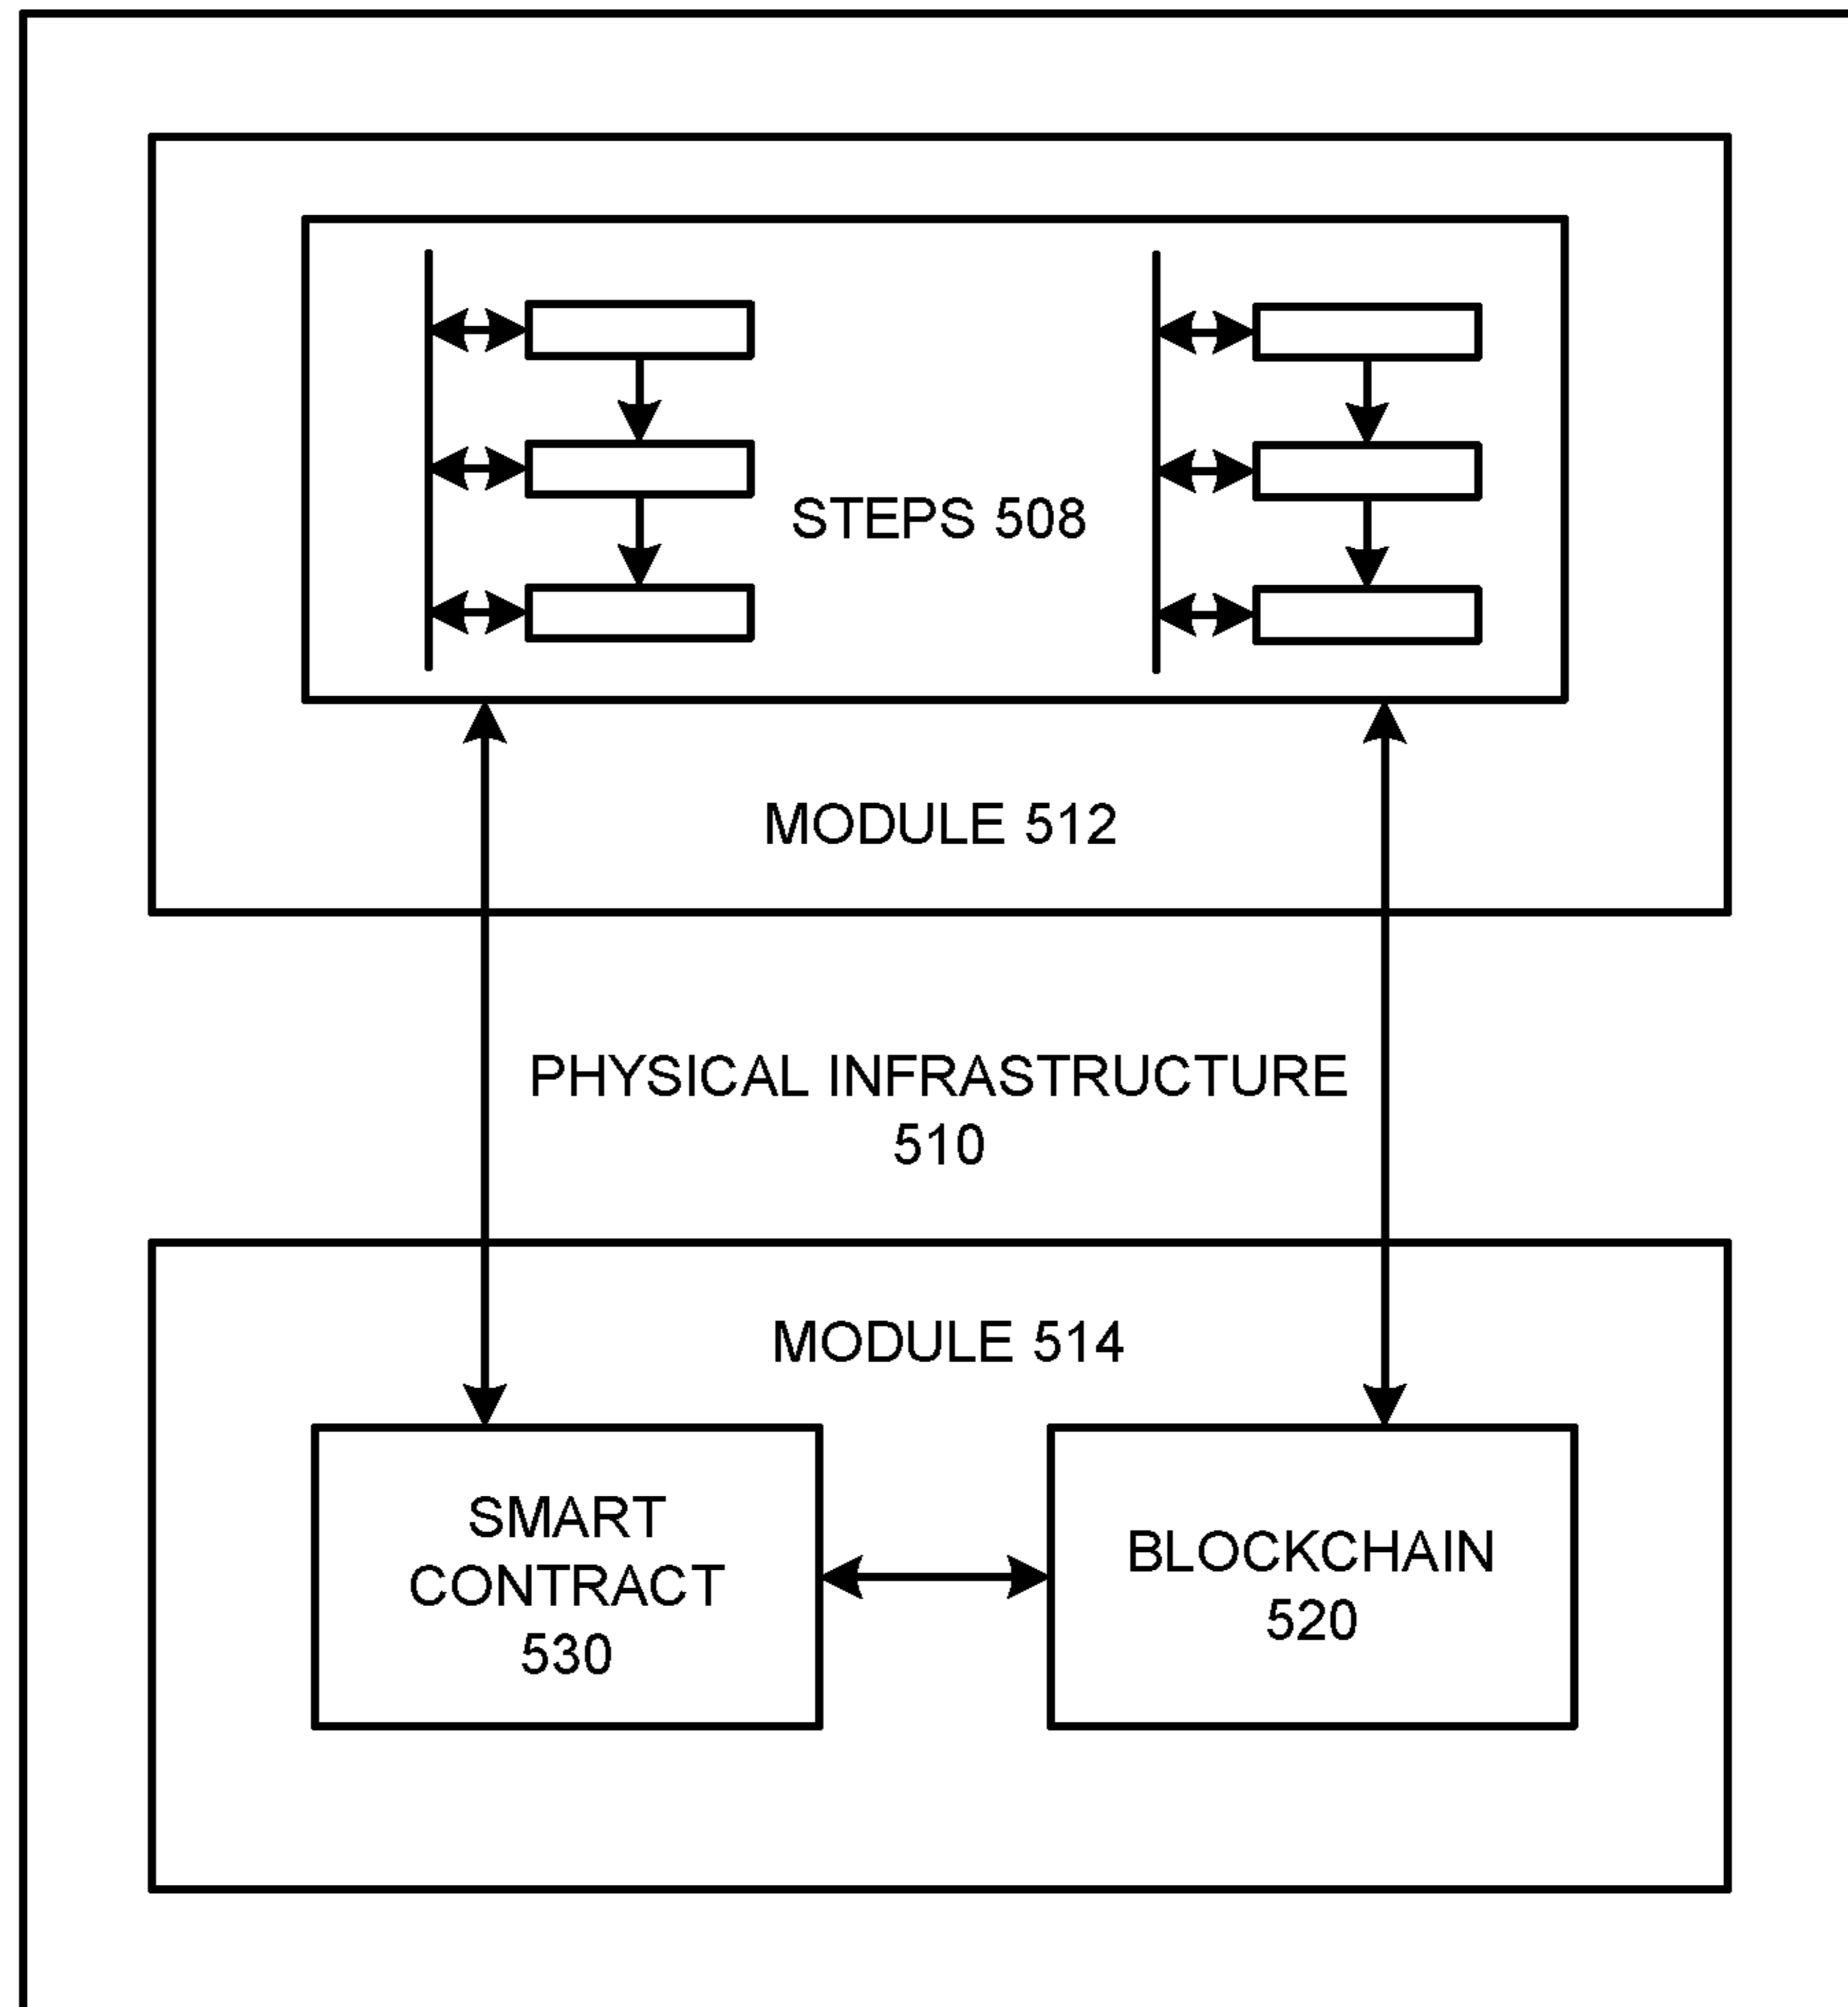 STEPS 508
MODULE 512
PHYSICAL INFRASTRUCTURE
510
MODULE 514
SMART
CONTRACT
530
BLOCKCHAIN
520